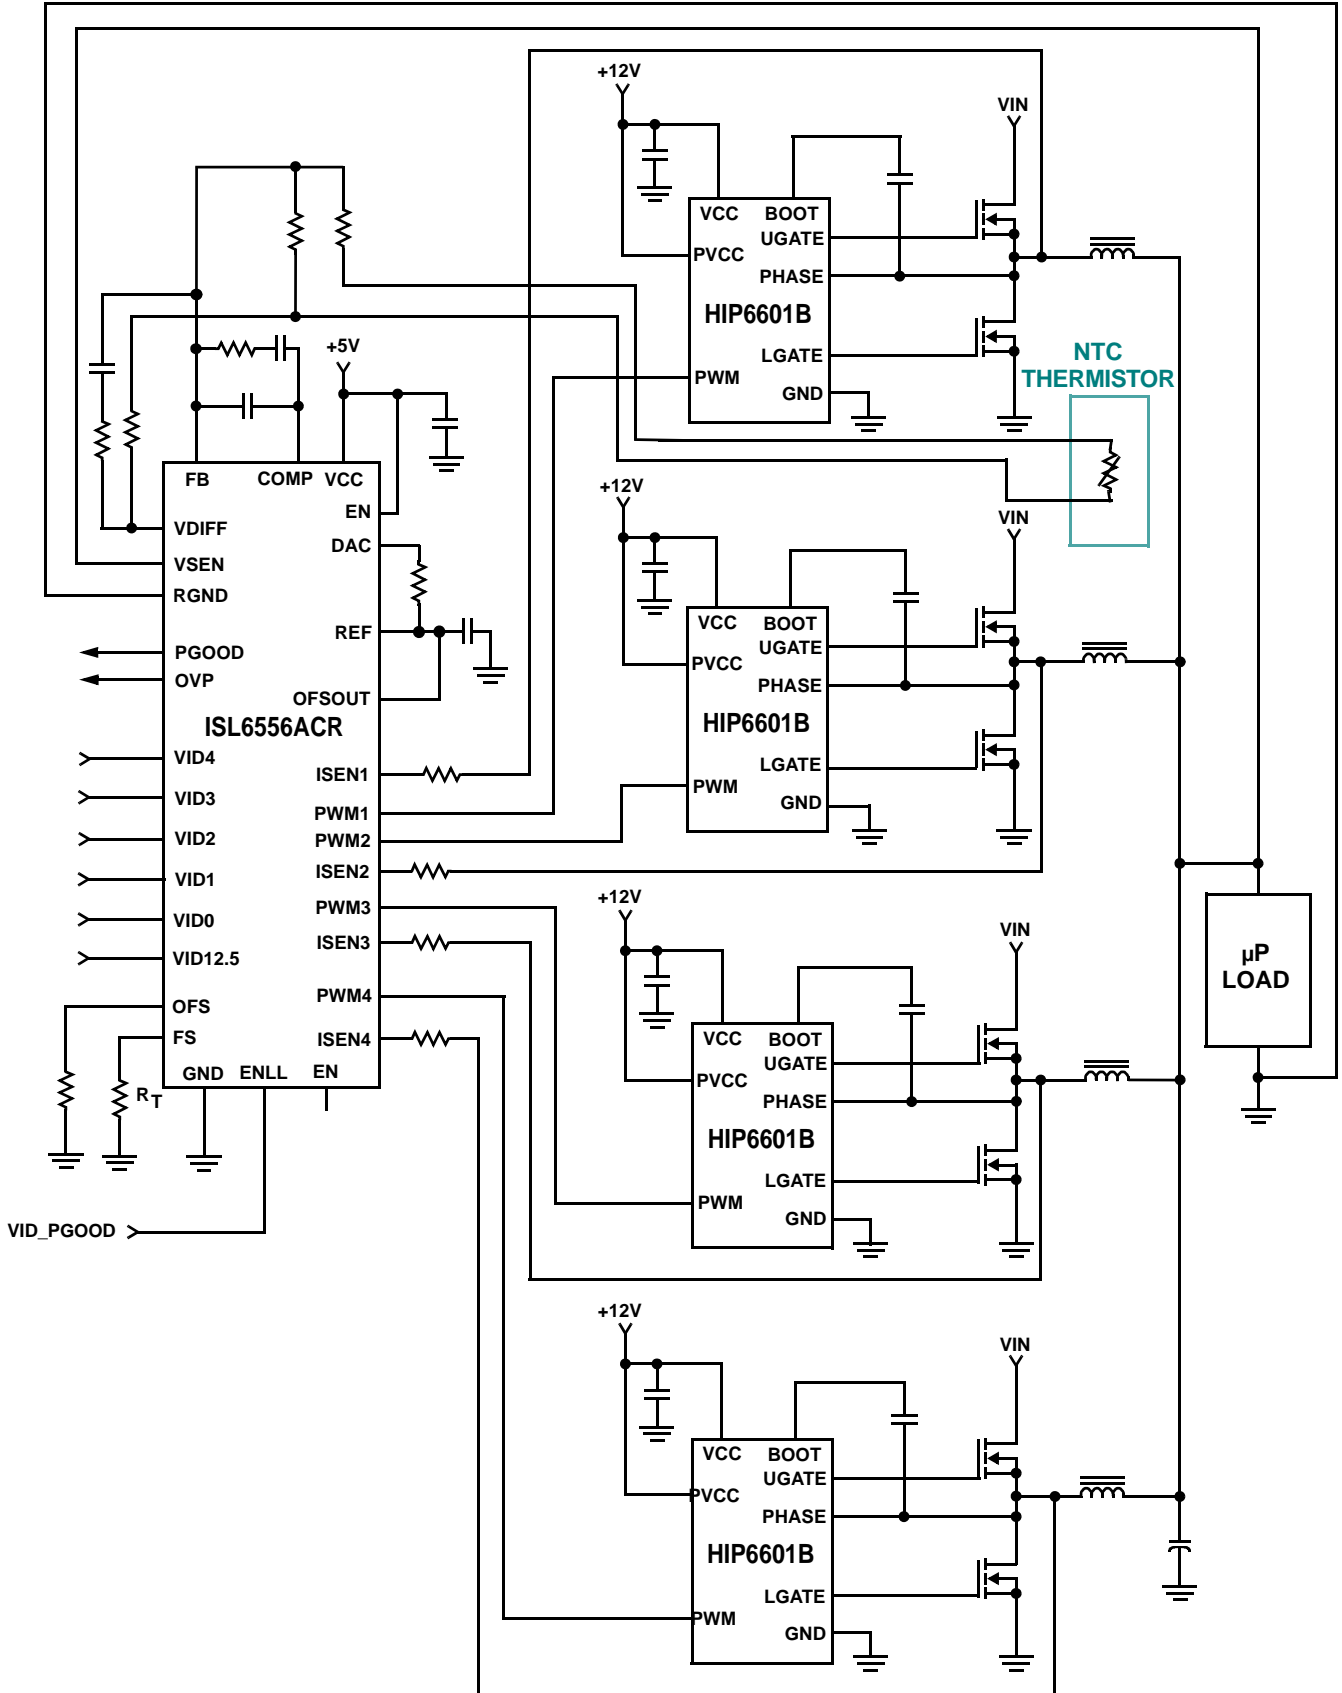 +12V
VIN
VCC
BOOT
UGATE
PVCC
PHASE
HIP6601B
LGATE
PWM
GND
NTC
THERMISTOR
+5V
FB
COMP
VCC
EN
VDIFF
DAC
VSEN
RGND
REF
PGOOD
OVP
OFSOUT
ISL6556ACR
VID4
ISEN1
VID3
PWM1
VID2
PWM2
VID1
ISEN2
VID0
PWM3
ISEN3
VID12.5
PWM4
OFS
FS
ISEN4
GND
ENLL
EN
RT
VID_PGOOD
+12V
VIN
VCC
BOOT
UGATE
PVCC
PHASE
HIP6601B
LGATE
PWM
GND
+12V
VIN
VCC
BOOT
UGATE
PVCC
PHASE
HIP6601B
LGATE
PWM
GND
µP
LOAD
+12V
VIN
VCC
BOOT
UGATE
PVCC
PHASE
HIP6601B
LGATE
PWM
GND